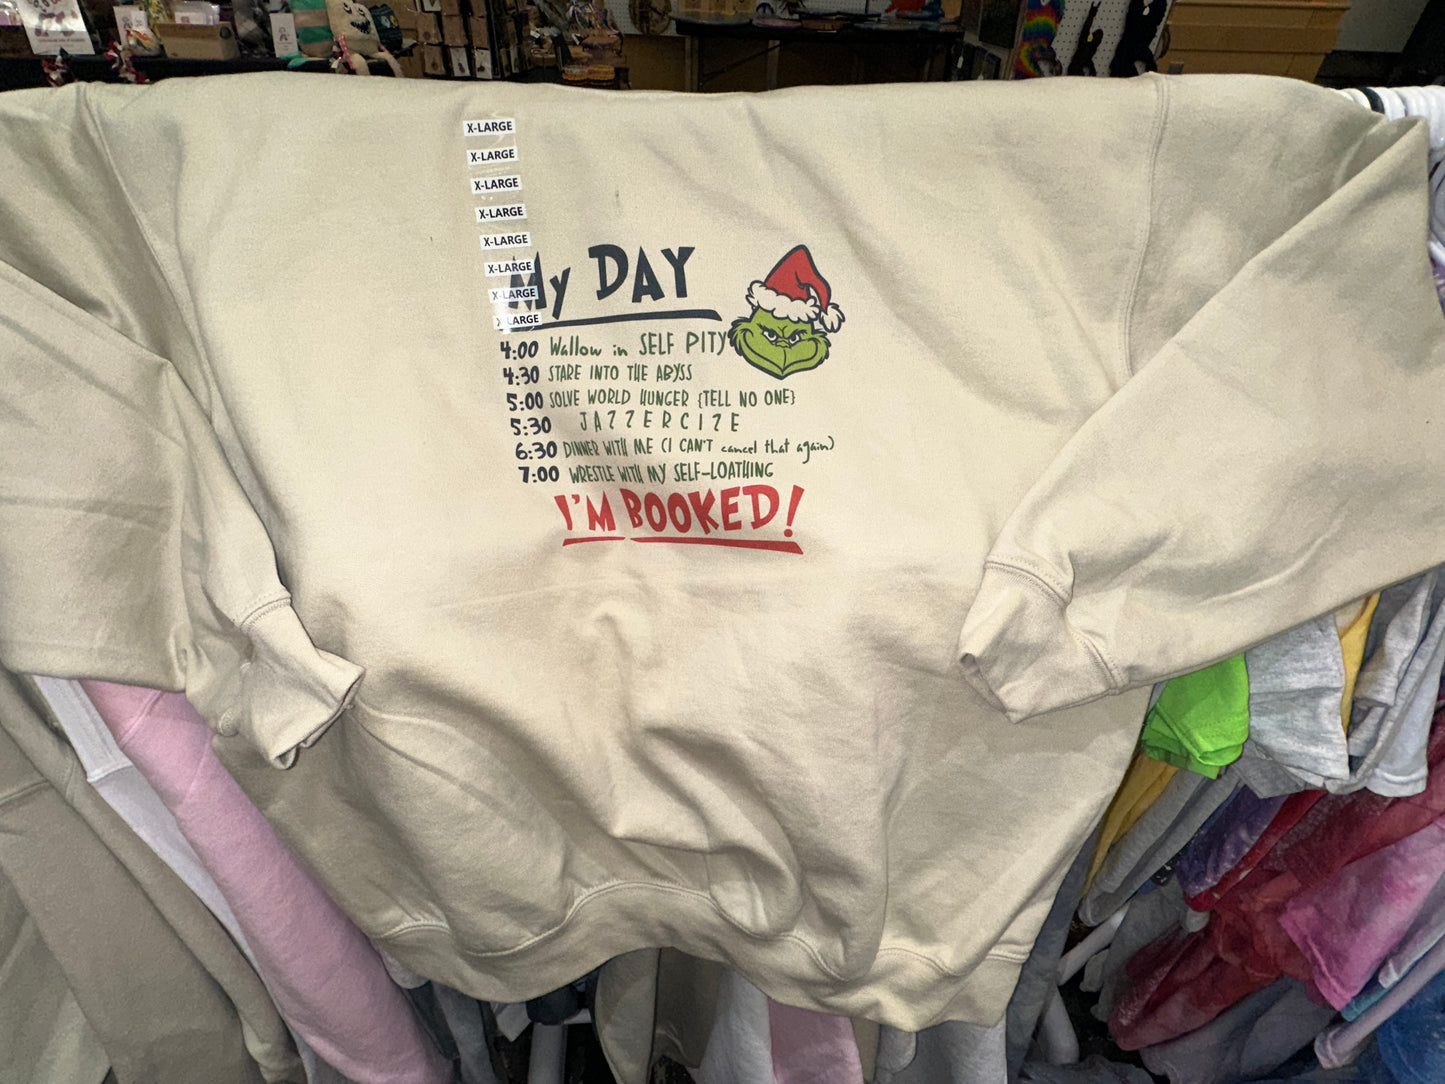 X-LARGE
X-LARGE
X-LARGE
X-LARGE
X-LARGE
X-LARGE
X-LARGE
X-LARGE
My DAY
4:00 Wallow in SELF PITY
4:30 STARE INTO THE ABYSS
5:00 SOLVE WORLD HUNGER {TELL NO ONE}
5:30 JAZZERCIZE
6:30 DINNER WITH ME (I CAN'T cancel that again)
7:00 WRESTLE WITH MY SELF-LOATHING
I'M BOOKED!